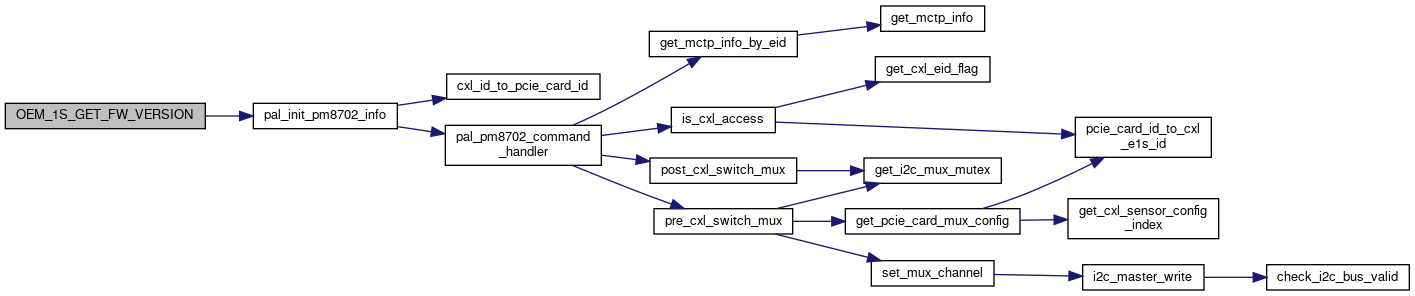 OEM_1S_GET_FW_VERSION
pal_init_pm8702_info
cxl_id_to_pcie_card_id
pal_pm8702_command
_handler
get_mctp_info_by_eid
get_mctp_info
is_cxl_access
get_cxl_eid_flag
pcie_card_id_to_cxl
_e1s_id
post_cxl_switch_mux
get_i2c_mux_mutex
pre_cxl_switch_mux
get_pcie_card_mux_config
get_cxl_sensor_config
_index
set_mux_channel
i2c_master_write
check_i2c_bus_valid